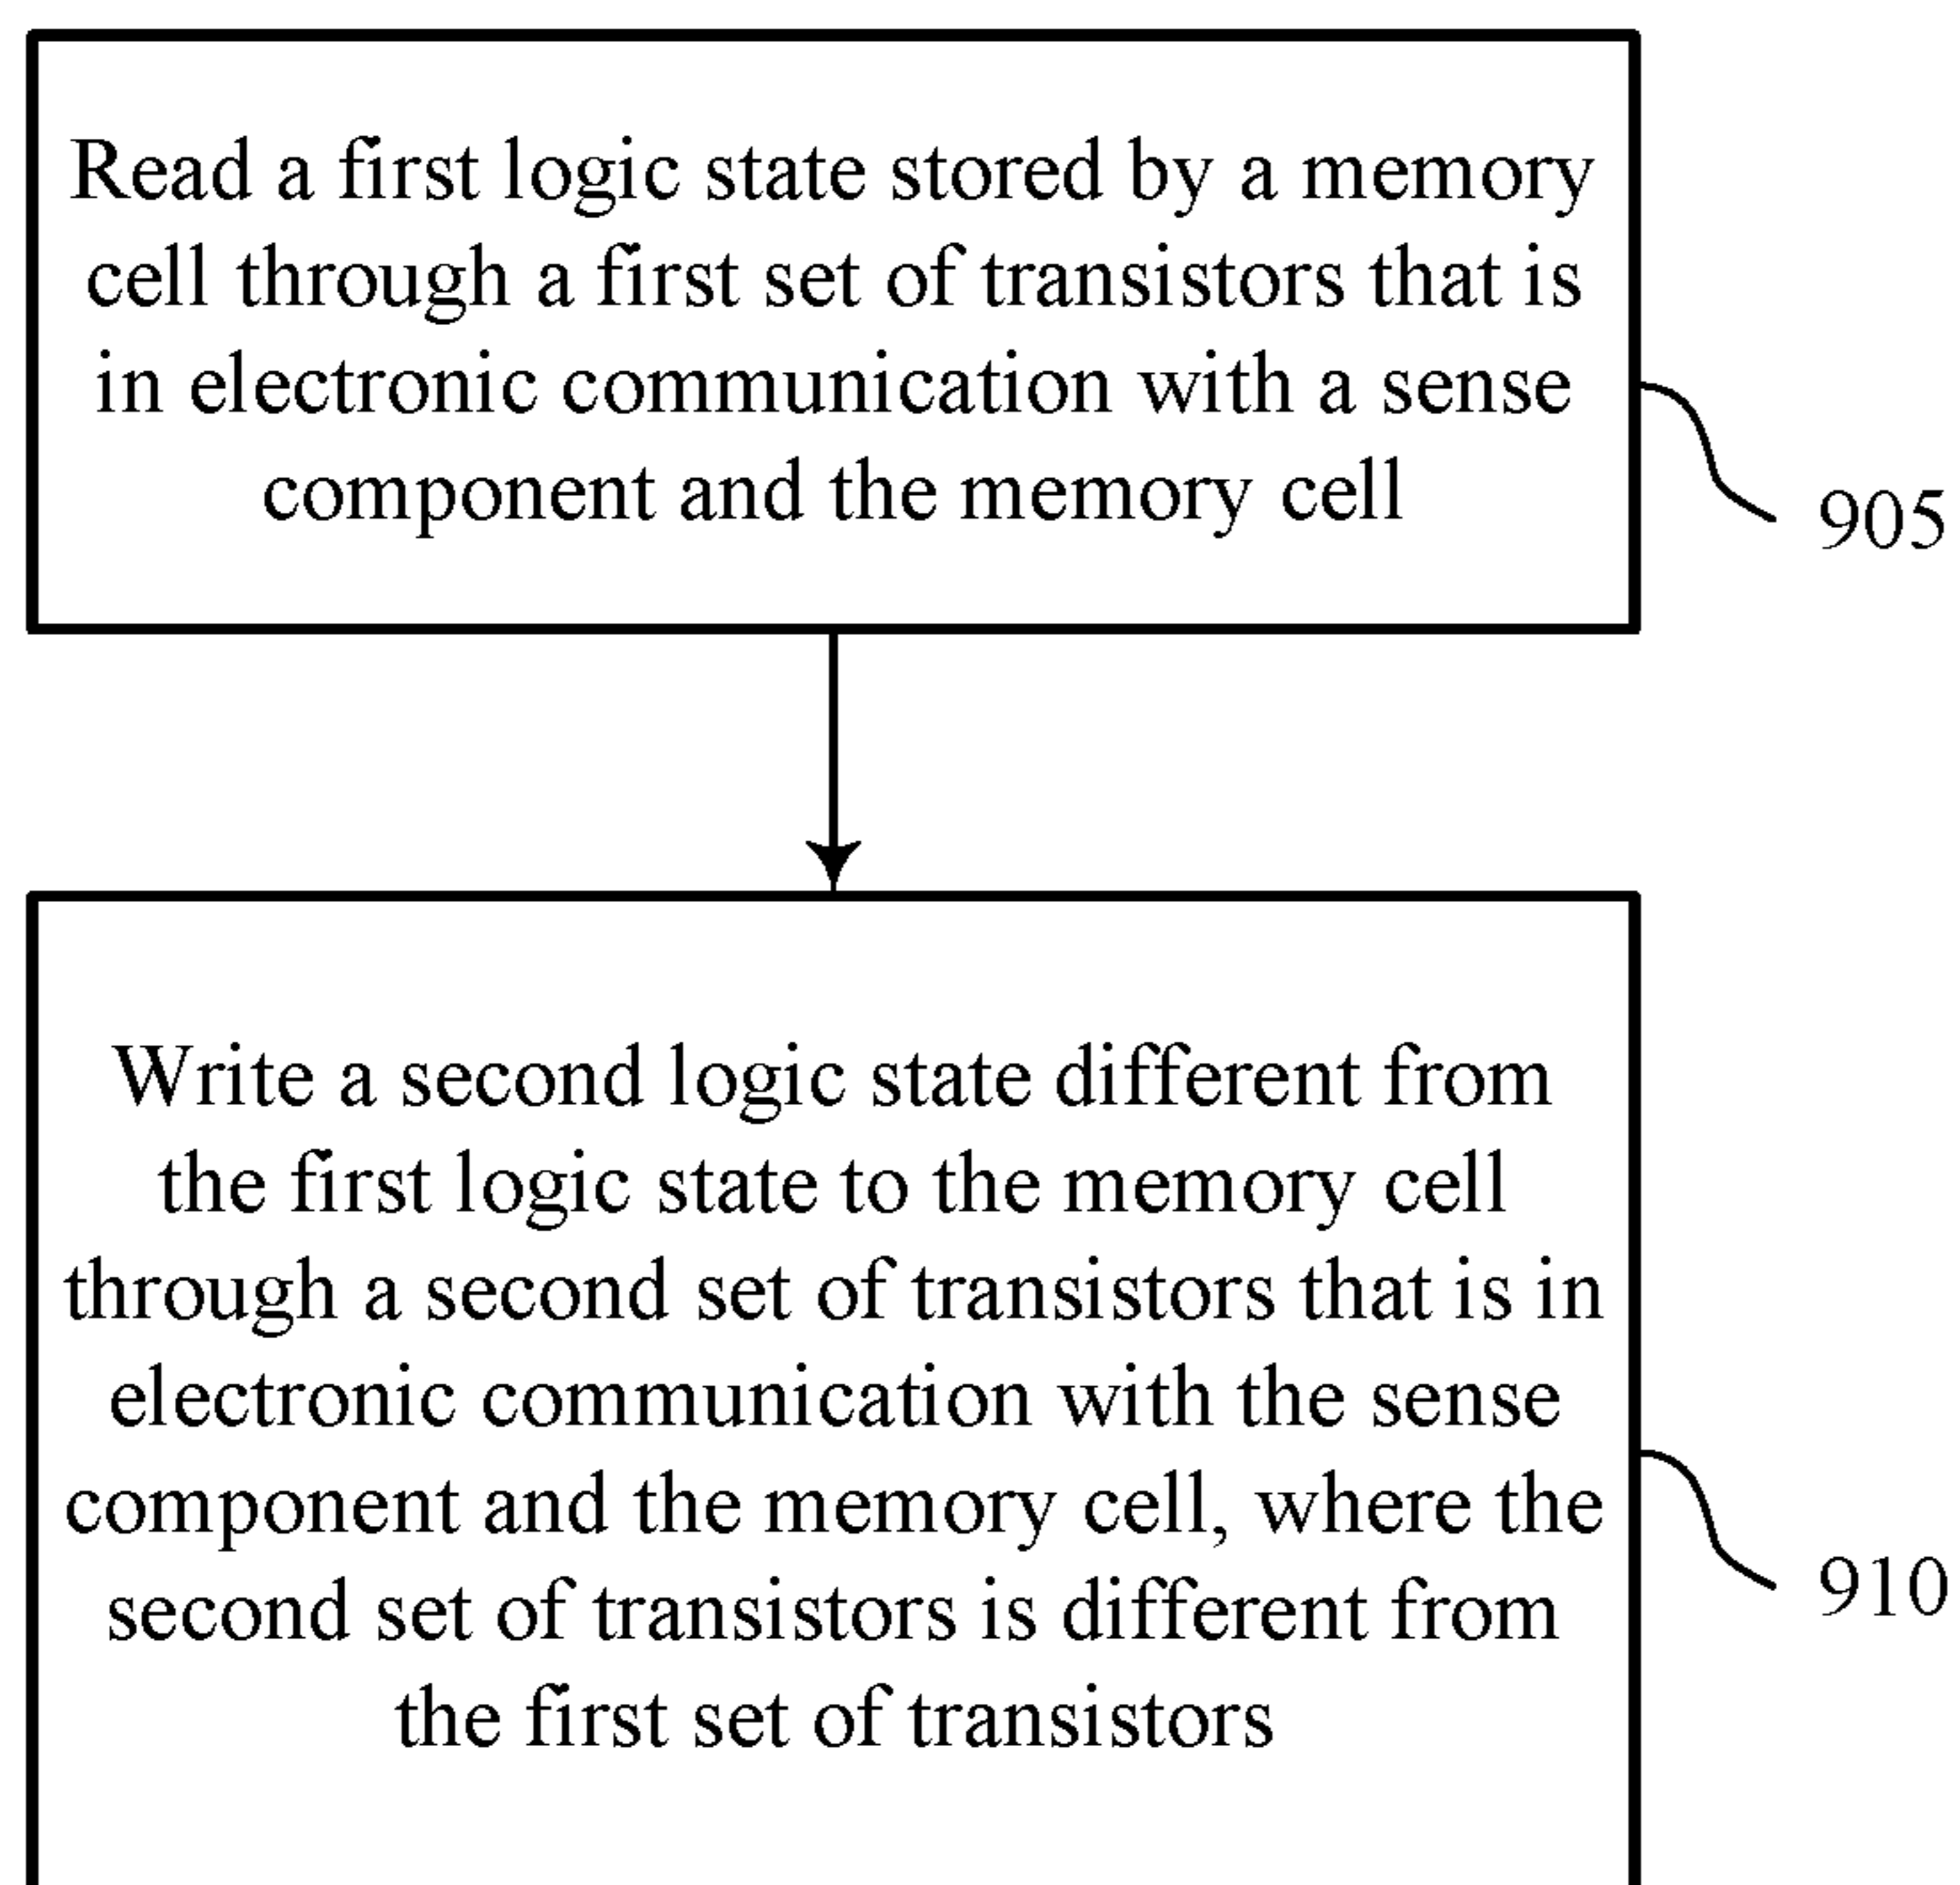 Read a first logic state stored by a memory
cell through a first set of transistors that is
in electronic communication with a sense
component and the memory cell
905
Write a second logic state different from
the first logic state to the memory cell
through a second set of transistors that is in
electronic communication with the sense
component and the memory cell, where the
second set of transistors is different from
the first set of transistors
910